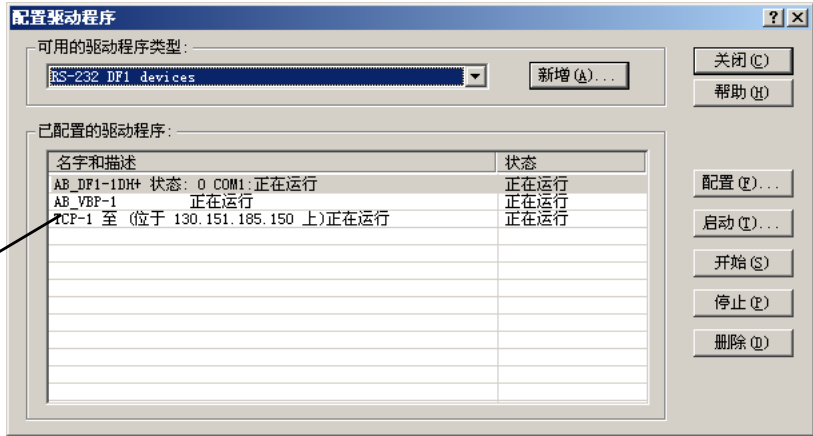 配置驱动程序
可用的驱动程序类型:
RS-232 DF1 devices
新增(A)...
关闭(C)
帮助(H)
已配置的驱动程序:
名字和描述 状态
AB_DF1-1DH+ 状态: 0 COM1:正在运行 正在运行
AB_VBP-1 正在运行 正在运行
TCP-1 至 (位于 130.151.185.150 上)正在运行 正在运行
配置(F)...
启动(T)...
开始(S)
停止(P)
删除(D)